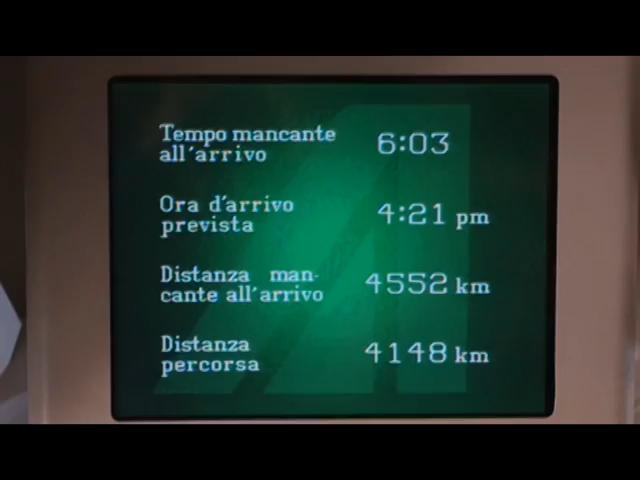 Tempo mancante
all'arrivo
6:03
Ora d'arrivo
prevista
4:21 pm
Distanza man-
cante all'arrivo
4552 km
Distanza
percorsa
4148 km